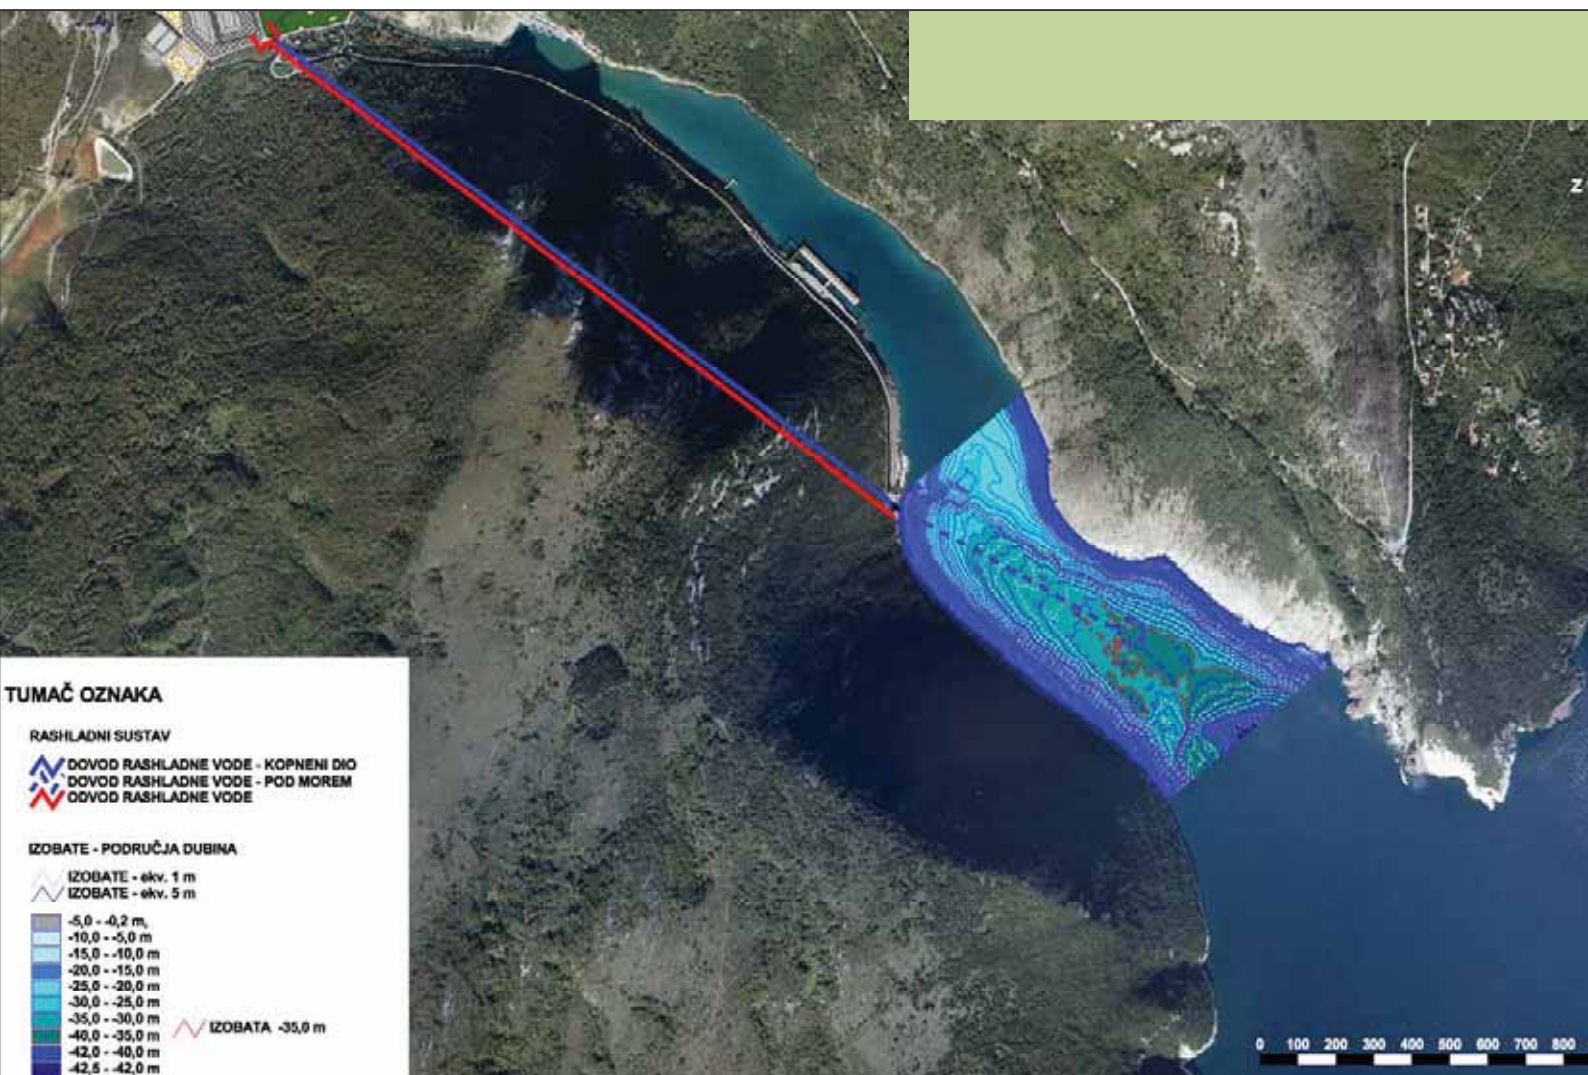 Z
TUMAČ OZNAKA
RASHLADNI SUSTAV
DOVOD RASHLADNE VODE - KOPNENI DIO
DOVOD RASHLADNE VODE - POD MOREM
ODVOD RASHLADNE VODE
IZOBATE - PODRUČJA DUBINA
IZOBATE - ekv. 1 m
IZOBATE - ekv. 5 m
-5,0 - -0,2 m,
-10,0 - -5,0 m
-15,0 - -10,0 m
-20,0 - -15,0 m
-25,0 - -20,0 m
-30,0 - -25,0 m
-35,0 - -30,0 m
-40,0 - -35,0 m
-42,0 - -40,0 m
-42,5 - -42,0 m
IZOBATA -35,0 m
0 100 200 300 400 500 600 700 800